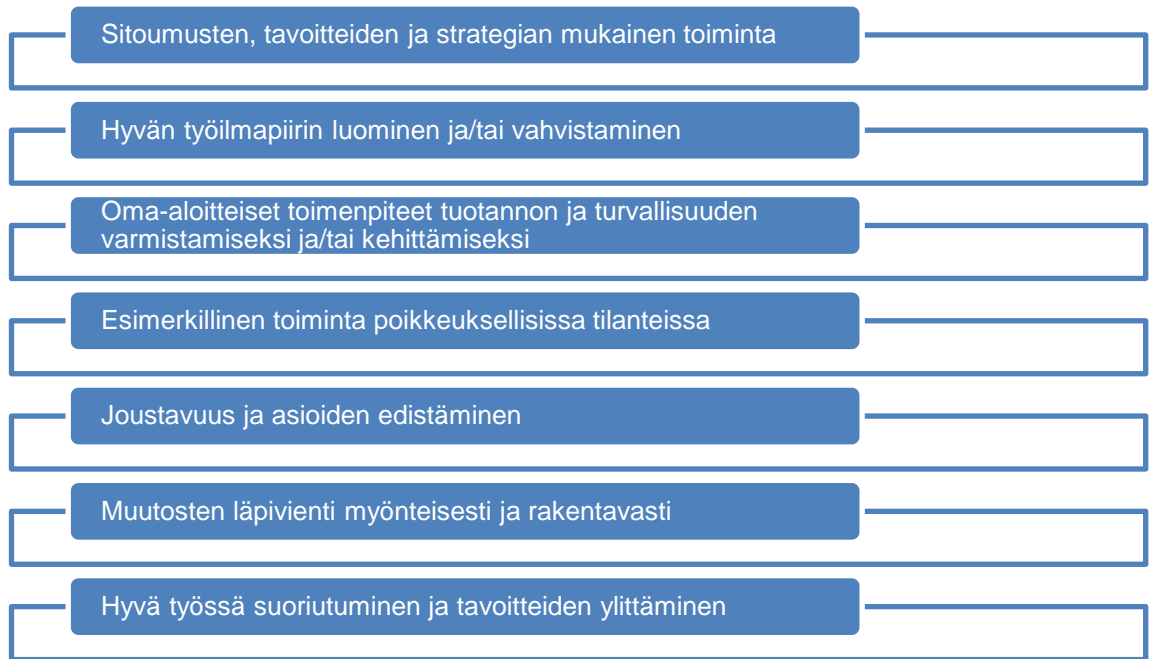 Sitoumusten, tavoitteiden ja strategian mukainen toiminta
Hyvän työilmapiirin luominen ja/tai vahvistaminen
Oma-aloitteiset toimenpiteet tuotannon ja turvallisuuden
varmistamiseksi ja/tai kehittämiseksi
Esimerkillinen toiminta poikkeuksellisissa tilanteissa
Joustavuus ja asioiden edistäminen
Muutosten läpivienti myönteisesti ja rakentavasti
Hyvä työssä suoriutuminen ja tavoitteiden ylittäminen